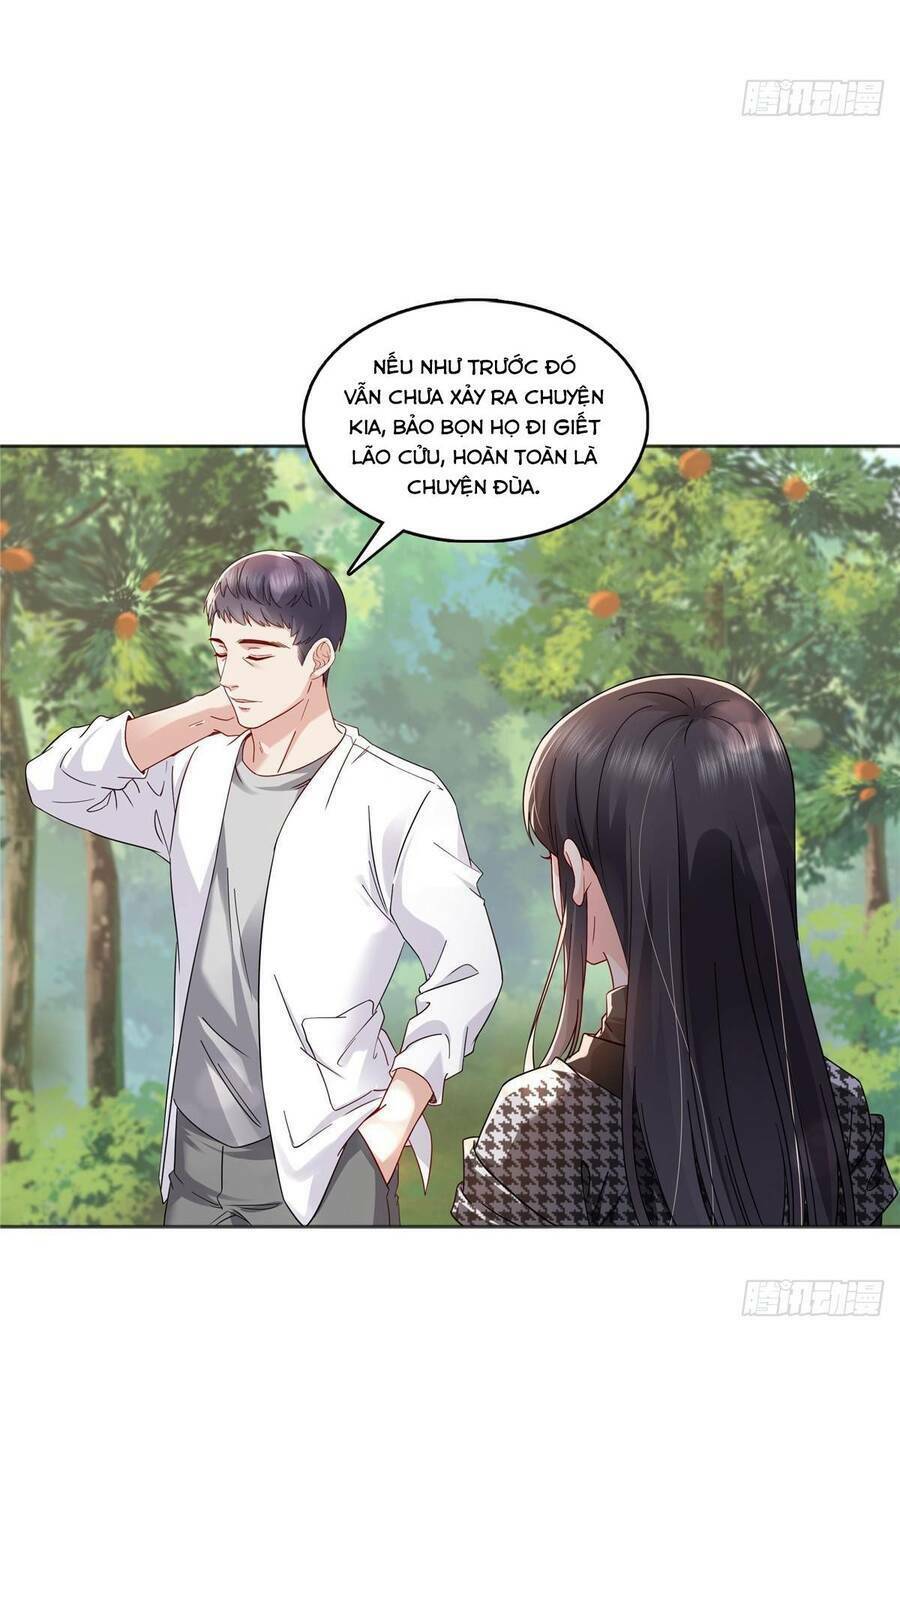 腾讯动漫
NẾU NHƯ TRƯỚC ĐÓ
VẪN CHƯA XẢY RA CHUYỆN
KIA, BẢO BỌN HỌ ĐI GIẾT
LÃO CỬU, HOÀN TOÀN LÀ
CHUYỆN ĐÙA.
腾讯动漫